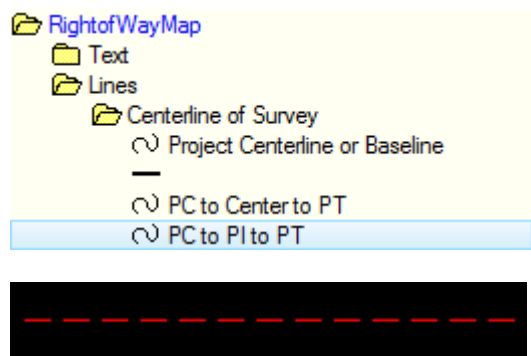 RightofWayMap
Text
Lines
Centerline of Survey
Project Centerline or Baseline
PC to Center to PT
PC to PI to PT